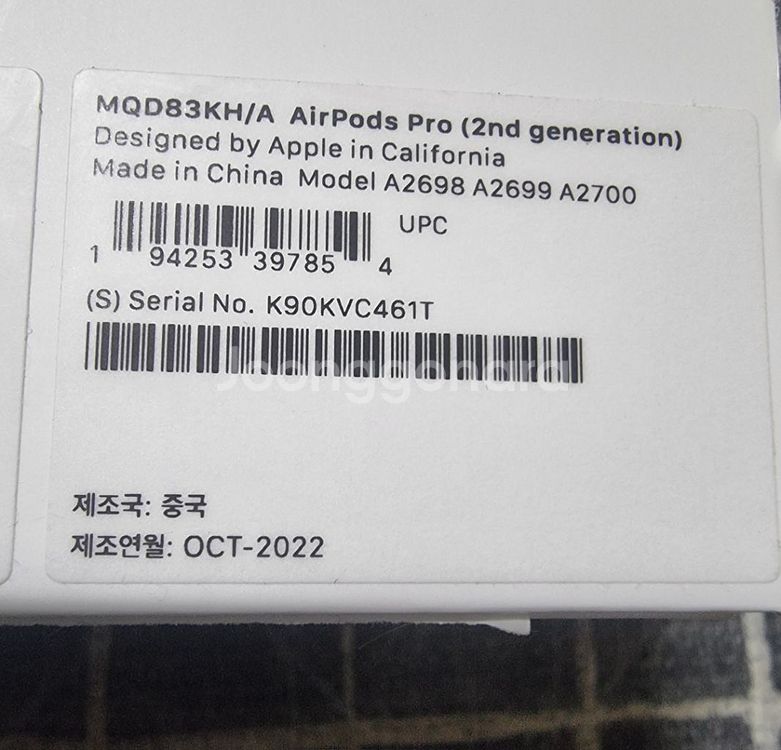 MQD83KH/A AirPods Pro (2nd generation)
Designed by Apple in California
Made in China Model A2698 A2699 A2700
UPC
1 94253 39785 4
(S) Serial No. K90KVC461T
Joonggonara
제조국: 중국
제조연월: OCT-2022